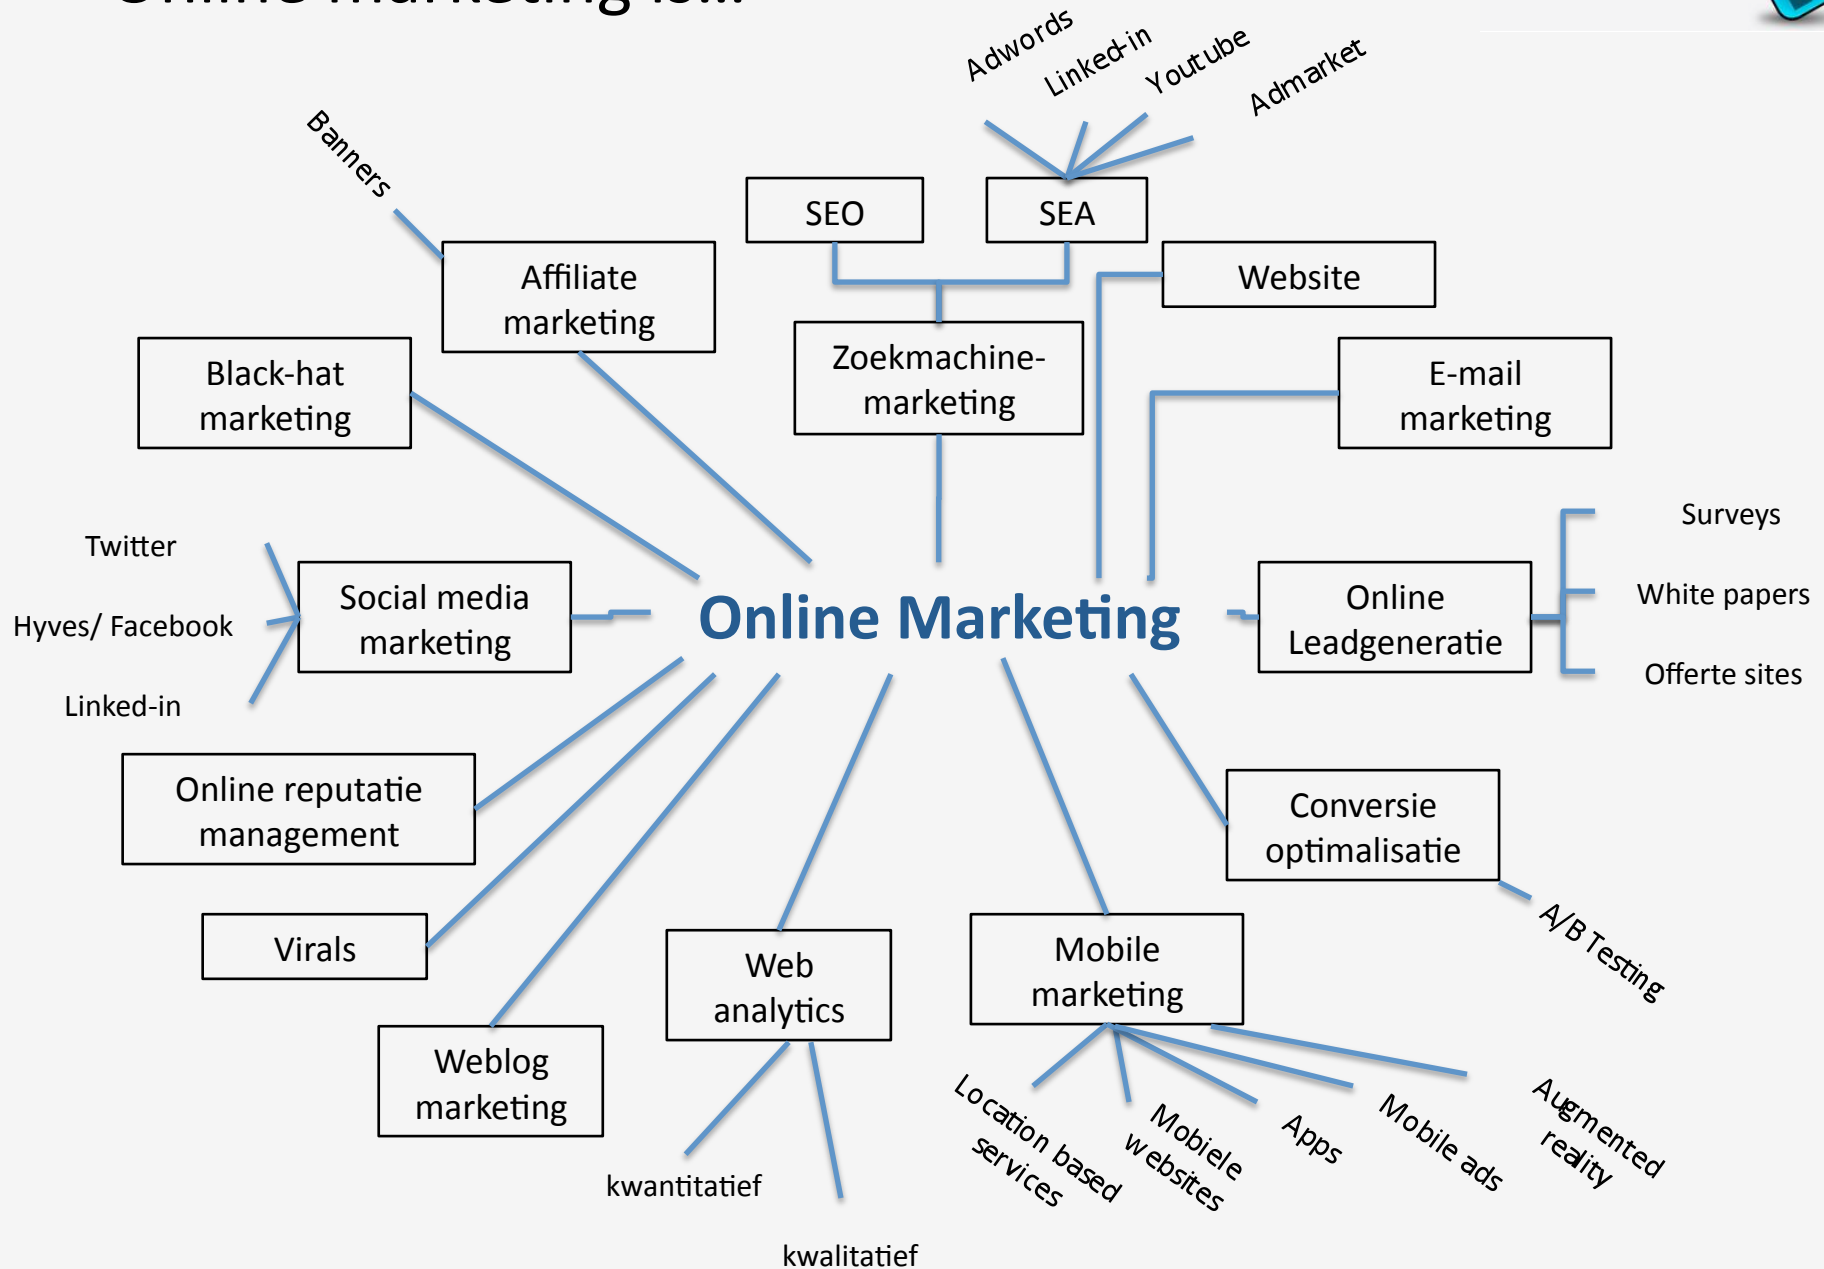 Online marketing is...
Adwords
Linked-in
Youtube
Admarket
Banners
SEO
SEA
Affiliate
marketing
Website
Zoekmachine-
marketing
Black-hat
marketing
E-mail
marketing
Twitter
Hyves/ Facebook
Linked-in
Social media
marketing
Online Marketing
Online
Leadgeneratie
Surveys
White papers
Offerte sites
Online reputatie
management
Conversie
optimalisatie
A/B Testing
Virals
Web
analytics
Mobile
marketing
Weblog
marketing
kwantitatief
kwalitatief
Location based
services
Mobiele
websites
Apps
Mobile ads
Augmented
reality